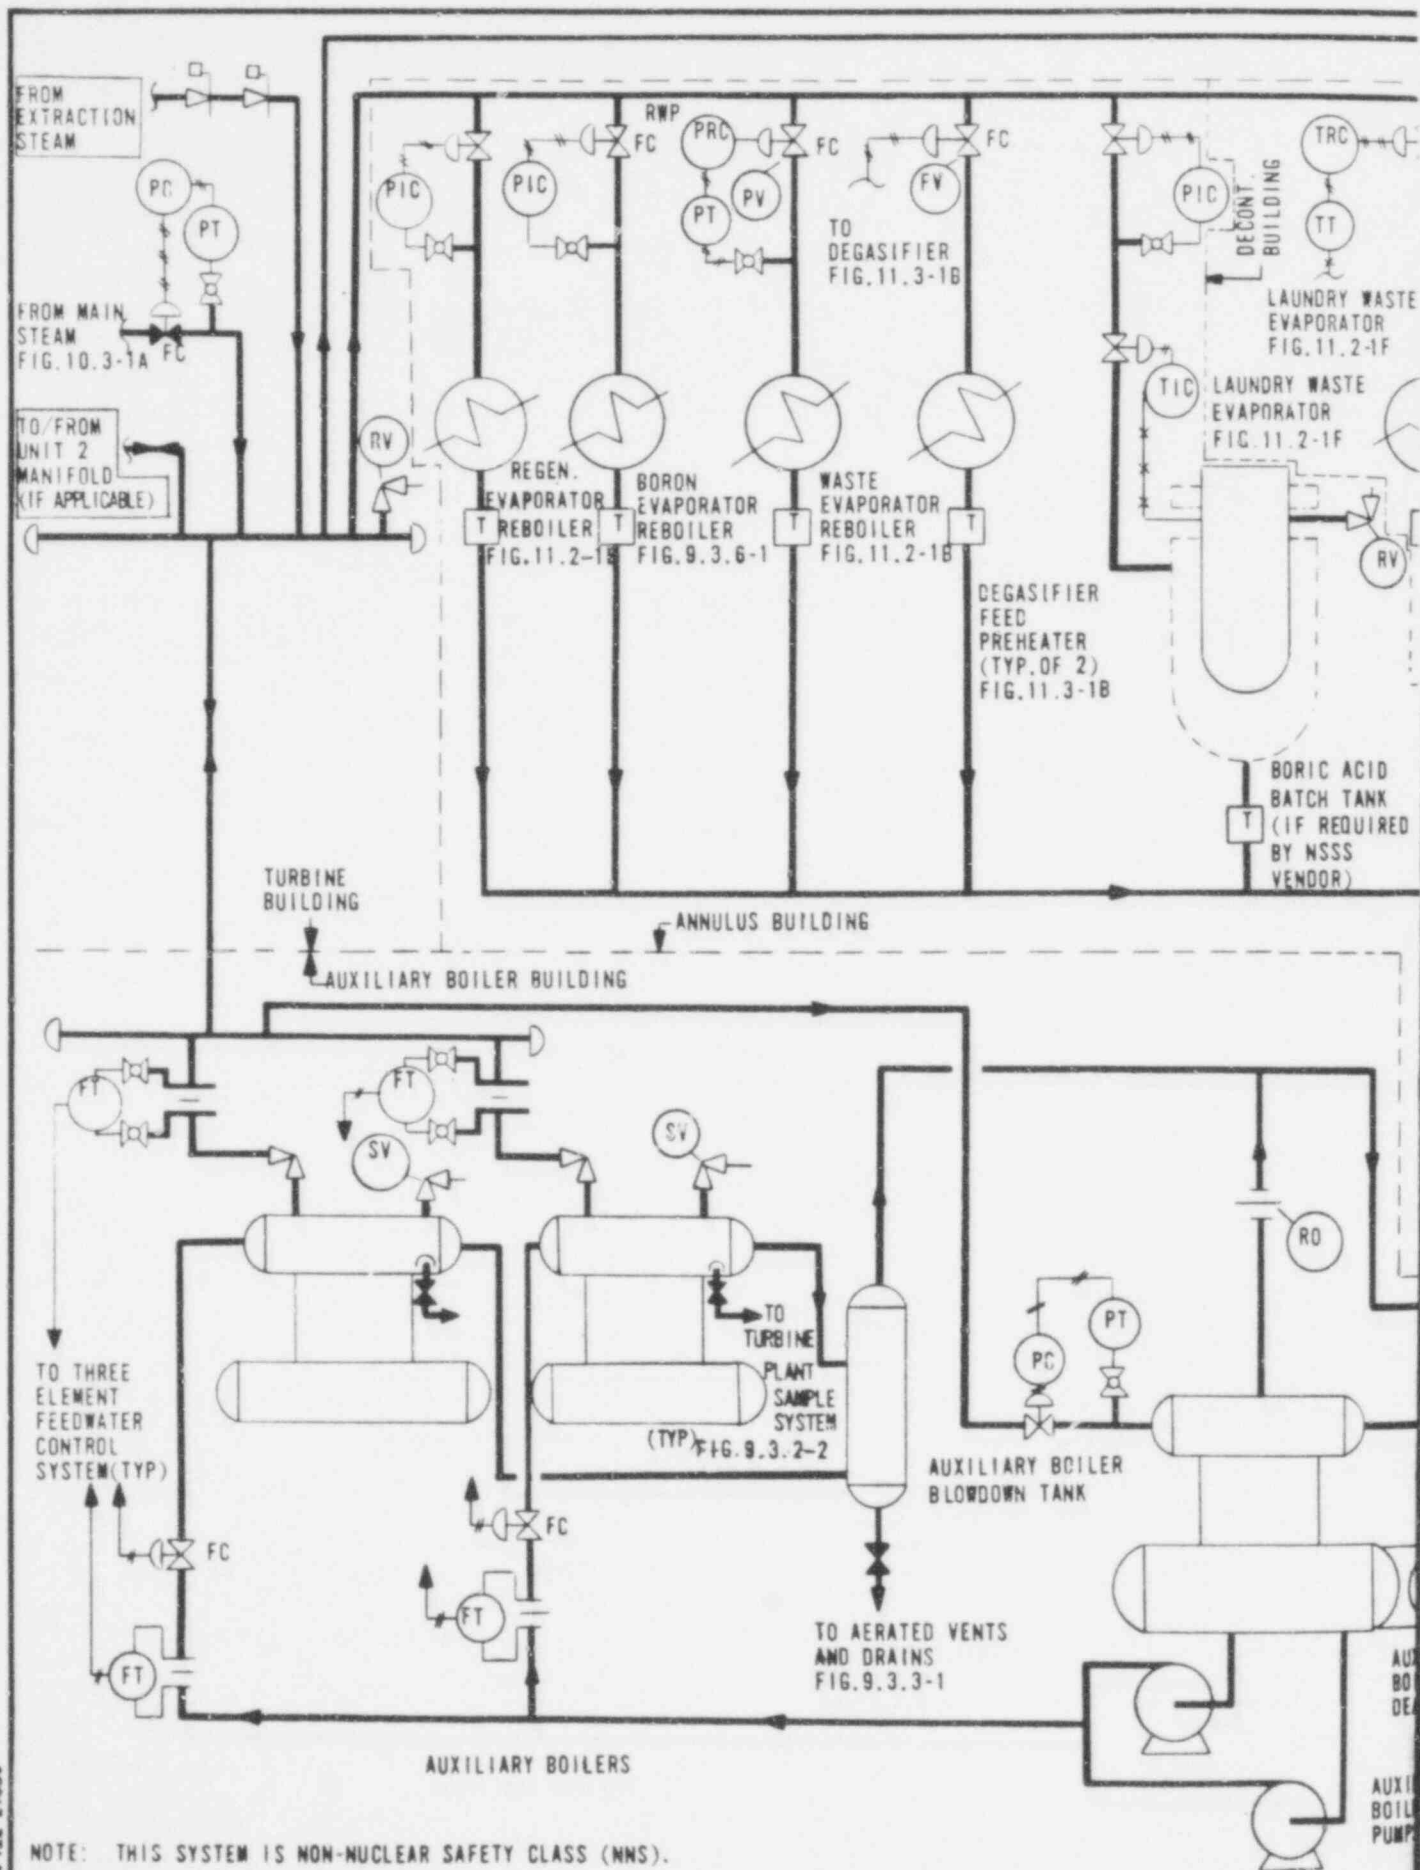 FROM
EXTRACTION
STEAM
PC
PT
FROM MAIN
STEAM
FIG.10.3-1A
FC
TO/FROM
UNIT 2
MANIFOLD
(IF APPLICABLE)
RV
PIC
PIC
RWP
FC
PRC
PT
PV
FC
FC
FV
TO
DEGASIFIER
FIG.11.3-1B
PIC
DECONT.
BUILDING
TRC
TT
LAUNDRY WASTE
EVAPORATOR
FIG.11.2-1F
TIC
LAUNDRY WASTE
EVAPORATOR
FIG.11.2-1F
RV
REGEN.
EVAPORATOR
REBOILER
FIG.11.2-1B
T
BORON
EVAPORATOR
REBOILER
FIG.9.3.6-1
T
WASTE
EVAPORATOR
REBOILER
FIG.11.2-1B
T
T
DEGASIFIER
FEED
PREHEATER
(TYP.OF 2)
FIG.11.3-1B
BORIC ACID
BATCH TANK
(IF REQUIRED
BY NSSS
VENDOR)
T
TURBINE
BUILDING
ANNULUS BUILDING
AUXILIARY BOILER BUILDING
FT
FT
SV
SV
RO
PC
PT
TO
TURBINE
PLANT
SAMPLE
SYSTEM
FIG.9.3.2-2
(TYP)
TO THREE
ELEMENT
FEEDWATER
CONTROL
SYSTEM(TYP)
AUXILIARY BOILER
BLOWDOWN TANK
FC
FC
FT
FT
TO AERATED VENTS
AND DRAINS
FIG.9.3.3-1
AUXILIARY BOILERS
NOTE: THIS SYSTEM IS NON-NUCLEAR SAFETY CLASS (NNS).